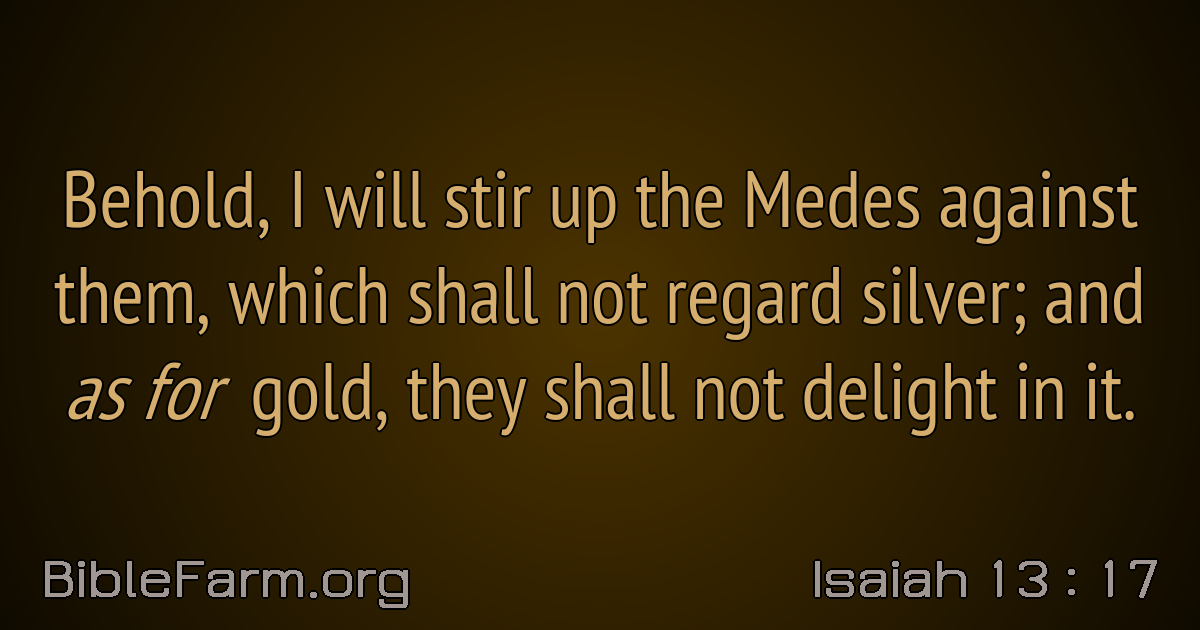 Behold, I will stir up the Medes against
them, which shall not regard silver; and
as for gold, they shall not delight in it.
BibleFarm.org
Isaiah 13 : 17